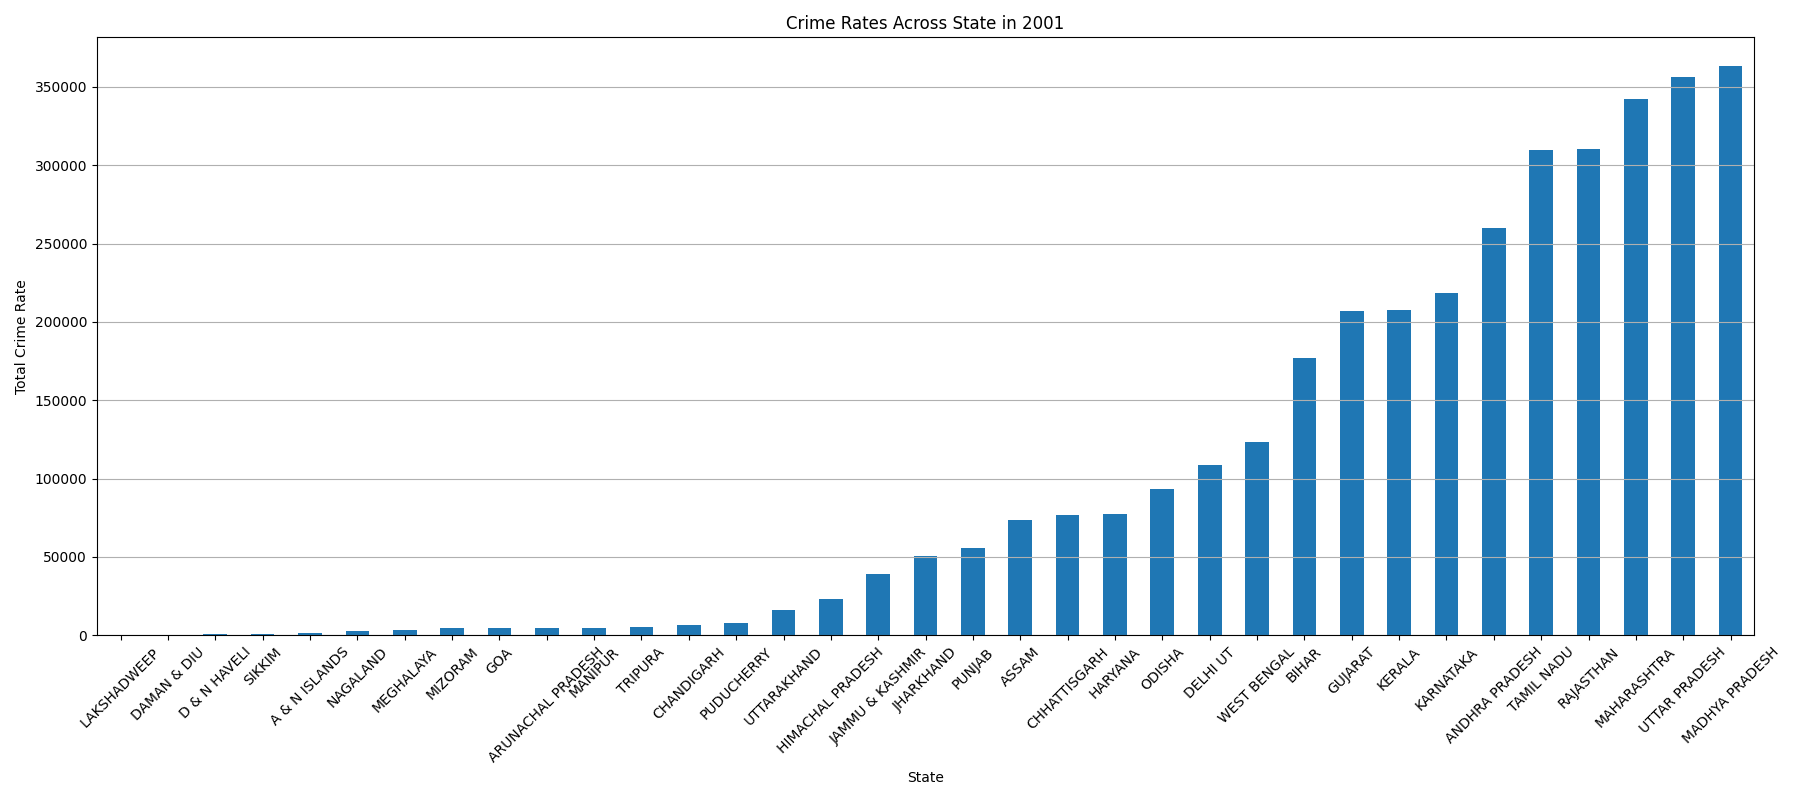 Crime Rates Across State in 2001
Total Crime Rate
350000
300000
250000
200000
150000
100000
50000
0
LAKSHADWEEP
DAMAN & DIU
D & N HAVELI
SIKKIM
A & N ISLANDS
NAGALAND
MEGHALAYA
MIZORAM
GOA
ARUNACHAL PRADESH
MANIPUR
TRIPURA
CHANDIGARH
PUDUCHERRY
UTTARAKHAND
HIMACHAL PRADESH
JAMMU & KASHMIR
JHARKHAND
PUNJAB
ASSAM
CHHATTISGARH
HARYANA
ODISHA
DELHI UT
WEST BENGAL
BIHAR
GUJARAT
KERALA
KARNATAKA
ANDHRA PRADESH
TAMIL NADU
RAJASTHAN
MAHARASHTRA
UTTAR PRADESH
MADHYA PRADESH
State